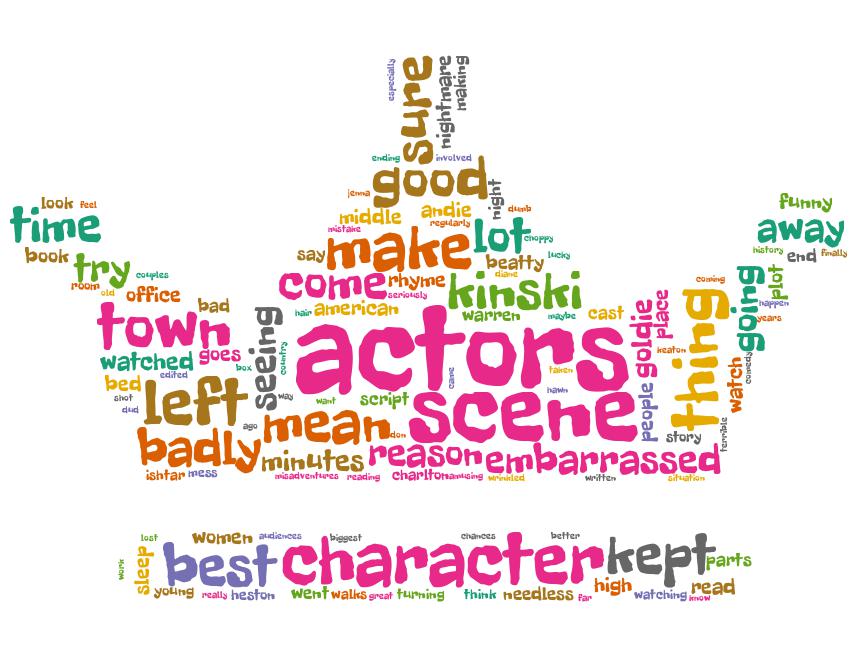 especially
sure
nightmare
making
ending
involved
good
night
jenna
look
feel
time
book
try
couples
room
old
office
middle
andie
dumb
regularly
mistake
make
lot
choppy
say
beatty
lucky
diane
come
rhyme
seriously
kinski
hair
american
warren
maybe
cast
funny
away
history
end
finally
plot
going
happen
years
coming
thing
place
goldie
keaton
watch
comedy
bad
town
goes
watched
edited
box
seeing
country
actors
taken
came
hawn
bed
shot
dud
left
way
want
script
scene
people
story
terrible
ago
mean
don
badly
minutes
reason
embarrassed
ishtar
mess
misadventures
reading
charlton
amusing
wrinkled
written
situation
lost
women
audiences
biggest
chances
better
work
sleep
best
character
kept
parts
young
really
heston
went
walks
great
turning
think
needless
far
high
watching
read
know